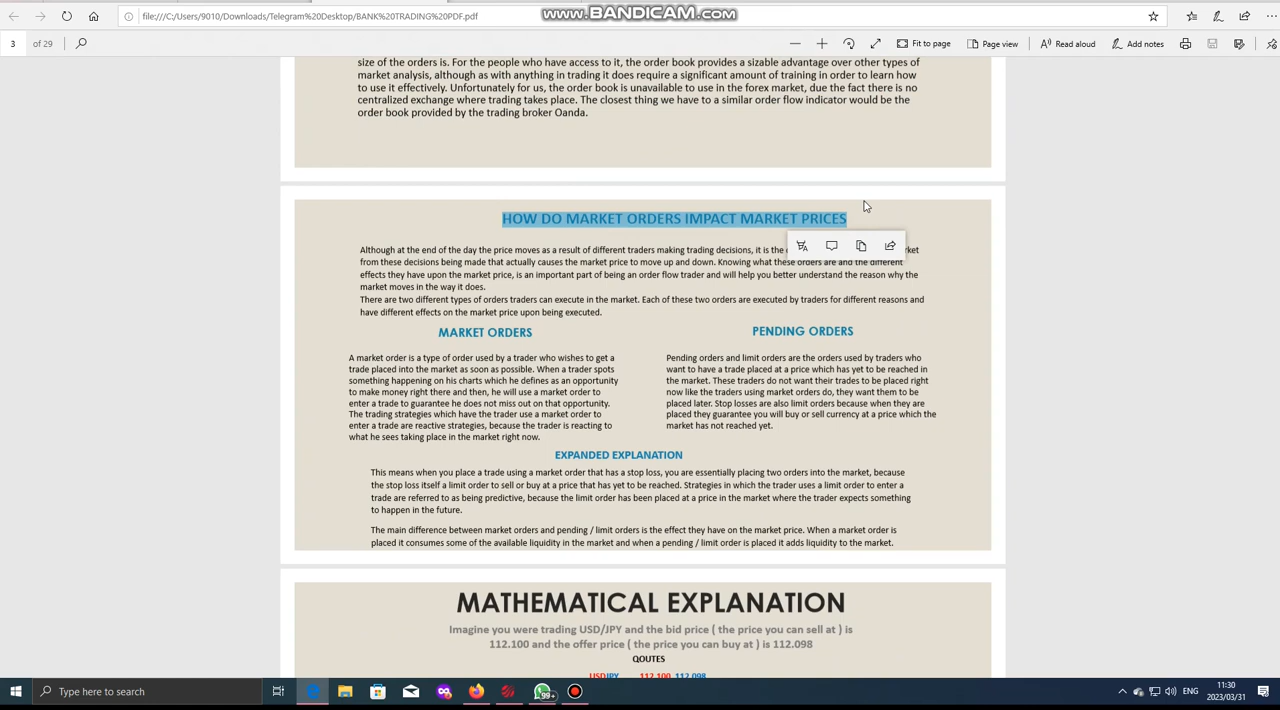 file:///C:/Users/9010/Downloads/Telegram%20Desktop/BANK%20TRADING%20PDF.pdf
www.BANDICAM.com
3 of 29
Fit to page
Page view
Read aloud
Add notes
size of the orders is. For the people who have access to it, the order book provides a sizable advantage over other types of
market analysis, although as with anything in trading it does require a significant amount of training in order to learn how
to use it effectively. Unfortunately for us, the order book is unavailable to use in the forex market, due the fact there is no
centralized exchange where trading takes place. The closest thing we have to a similar order flow indicator would be the
order book provided by the trading broker Oanda.
HOW DO MARKET ORDERS IMPACT MARKET PRICES
Although at the end of the day the price moves as a result of different traders making trading decisions, it is the
from these decisions being made that actually causes the market price to move up and down. Knowing what these orders are and the different
effects they have upon the market price, is an important part of being an order flow trader and will help you better understand the reason why the
market moves in the way it does.
There are two different types of orders traders can execute in the market. Each of these two orders are executed by traders for different reasons and
have different effects on the market price upon being executed.
MARKET ORDERS
A market order is a type of order used by a trader who wishes to get a
trade placed into the market as soon as possible. When a trader spots
something happening on his charts which he defines as an opportunity
to make money right there and then, he will use a market order to
enter a trade to guarantee he does not miss out on that opportunity.
The trading strategies which have the trader use a market order to
enter a trade are reactive strategies, because the trader is reacting to
what he sees taking place in the market right now.
PENDING ORDERS
Pending orders and limit orders are the orders used by traders who
want to have a trade placed at a price which has yet to be reached in
the market. These traders do not want their trades to be placed right
now like the traders using market orders do, they want them to be
placed later. Stop losses are also limit orders because when they are
placed they guarantee you will buy or sell currency at a price which the
market has not reached yet.
EXPANDED EXPLANATION
This means when you place a trade using a market order that has a stop loss, you are essentially placing two orders into the market, because
the stop loss itself a limit order to sell or buy at a price that has yet to be reached. Strategies in which the trader uses a limit order to enter a
trade are referred to as being predictive, because the limit order has been placed at a price in the market where the trader expects something
to happen in the future.
The main difference between market orders and pending / limit orders is the effect they have on the market price. When a market order is
placed it consumes some of the available liquidity in the market and when a pending / limit order is placed it adds liquidity to the market.
MATHEMATICAL EXPLANATION
Imagine you were trading USD/JPY and the bid price ( the price you can sell at ) is
112.100 and the offer price ( the price you can buy at ) is 112.098
QOUTES
USDJPY 112.100 112.098
Type here to search
99+
ENG
11:30
2023/03/31